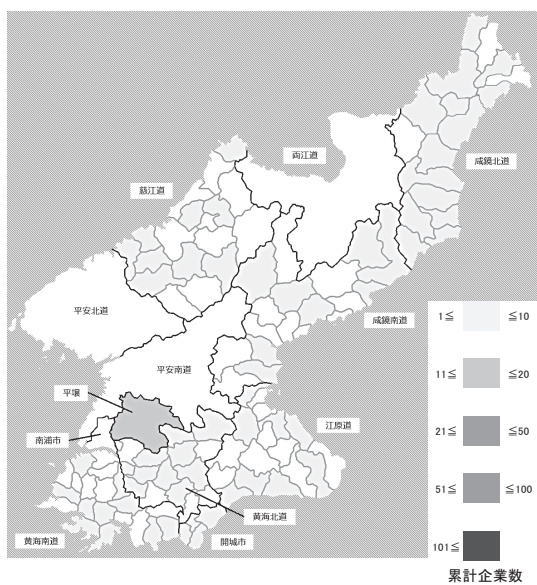 両江道
咸鏡北道
慈江道
平安北道
咸鏡南道
平安南道
平壌
南浦市
江原道
黄海北道
黄海南道
開城市
1≦ ≦10
11≦ ≦20
21≦ ≦50
51≦ ≦100
101≦
累計企業数